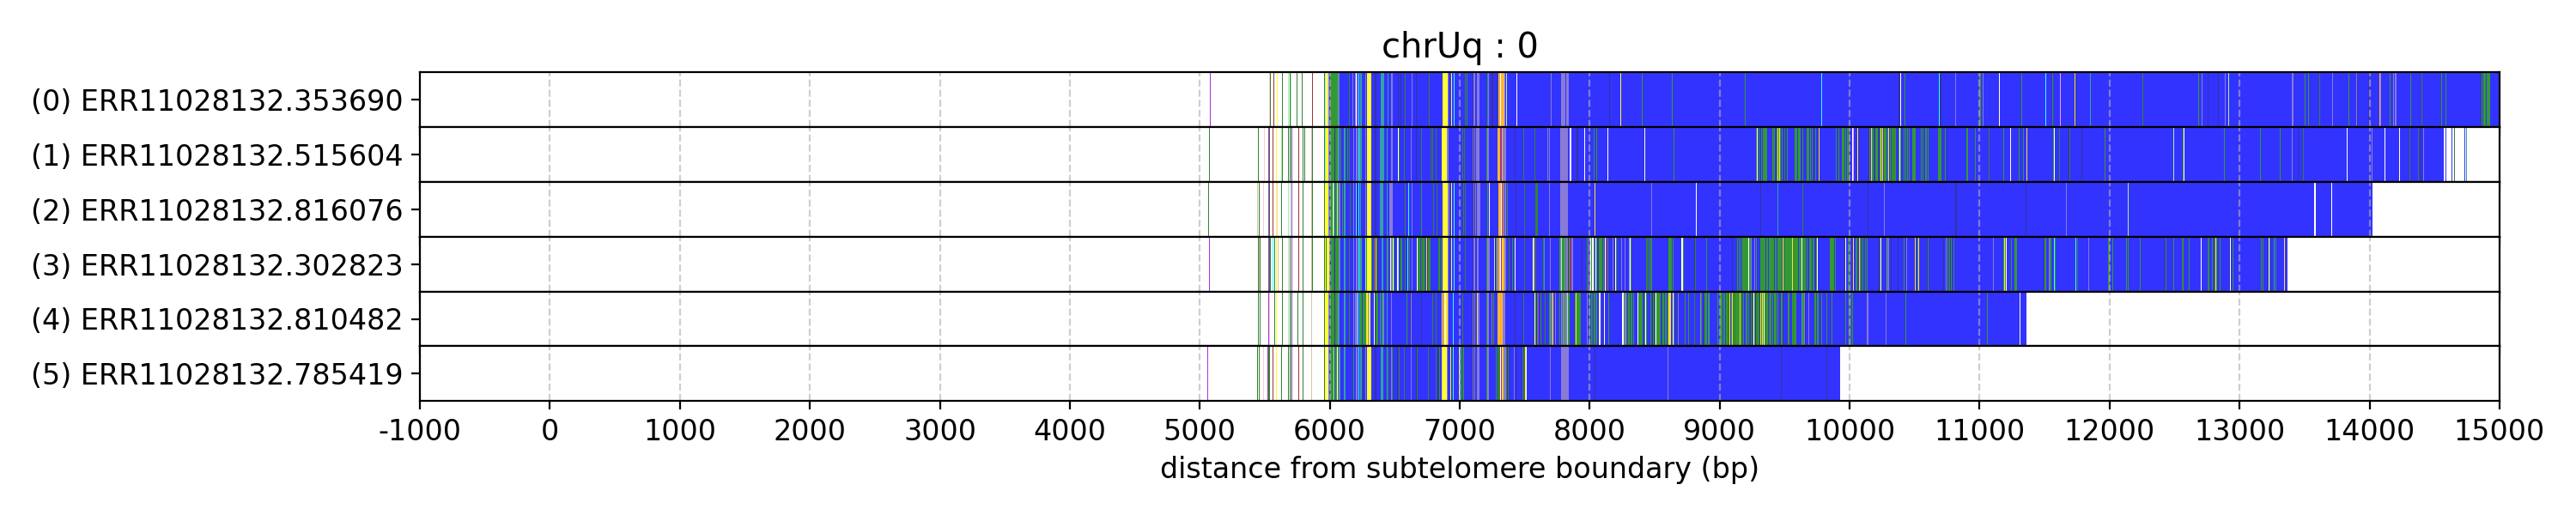 chrUq : 0
(0) ERR11028132.353690
(1) ERR11028132.515604
(2) ERR11028132.816076
(3) ERR11028132.302823
(4) ERR11028132.810482
(5) ERR11028132.785419
-1000 0 1000 2000 3000 4000 5000 6000 7000 8000 9000 10000 11000 12000 13000 14000 15000
distance from subtelomere boundary (bp)